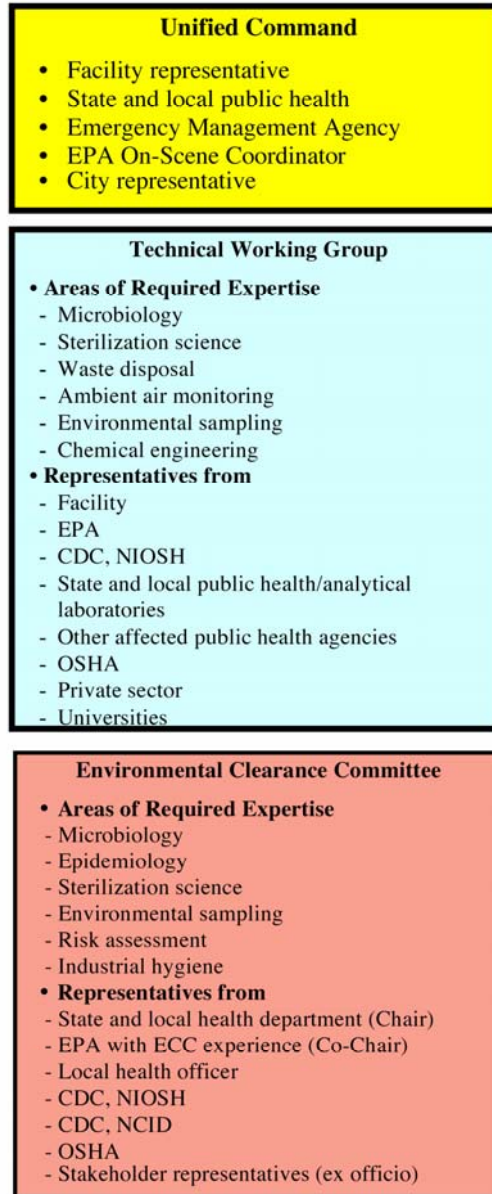 Unified Command
• Facility representative
• State and local public health
• Emergency Management Agency
• EPA On-Scene Coordinator
• City representative
Technical Working Group
• Areas of Required Expertise
- Microbiology
- Sterilization science
- Waste disposal
- Ambient air monitoring
- Environmental sampling
- Chemical engineering
• Representatives from
- Facility
- EPA
- CDC, NIOSH
- State and local public health/analytical
laboratories
- Other affected public health agencies
- OSHA
- Private sector
- Universities
Environmental Clearance Committee
• Areas of Required Expertise
- Microbiology
- Epidemiology
- Sterilization science
- Environmental sampling
- Risk assessment
- Industrial hygiene
• Representatives from
- State and local health department (Chair)
- EPA with ECC experience (Co-Chair)
- Local health officer
- CDC, NIOSH
- CDC, NCID
- OSHA
- Stakeholder representatives (ex officio)